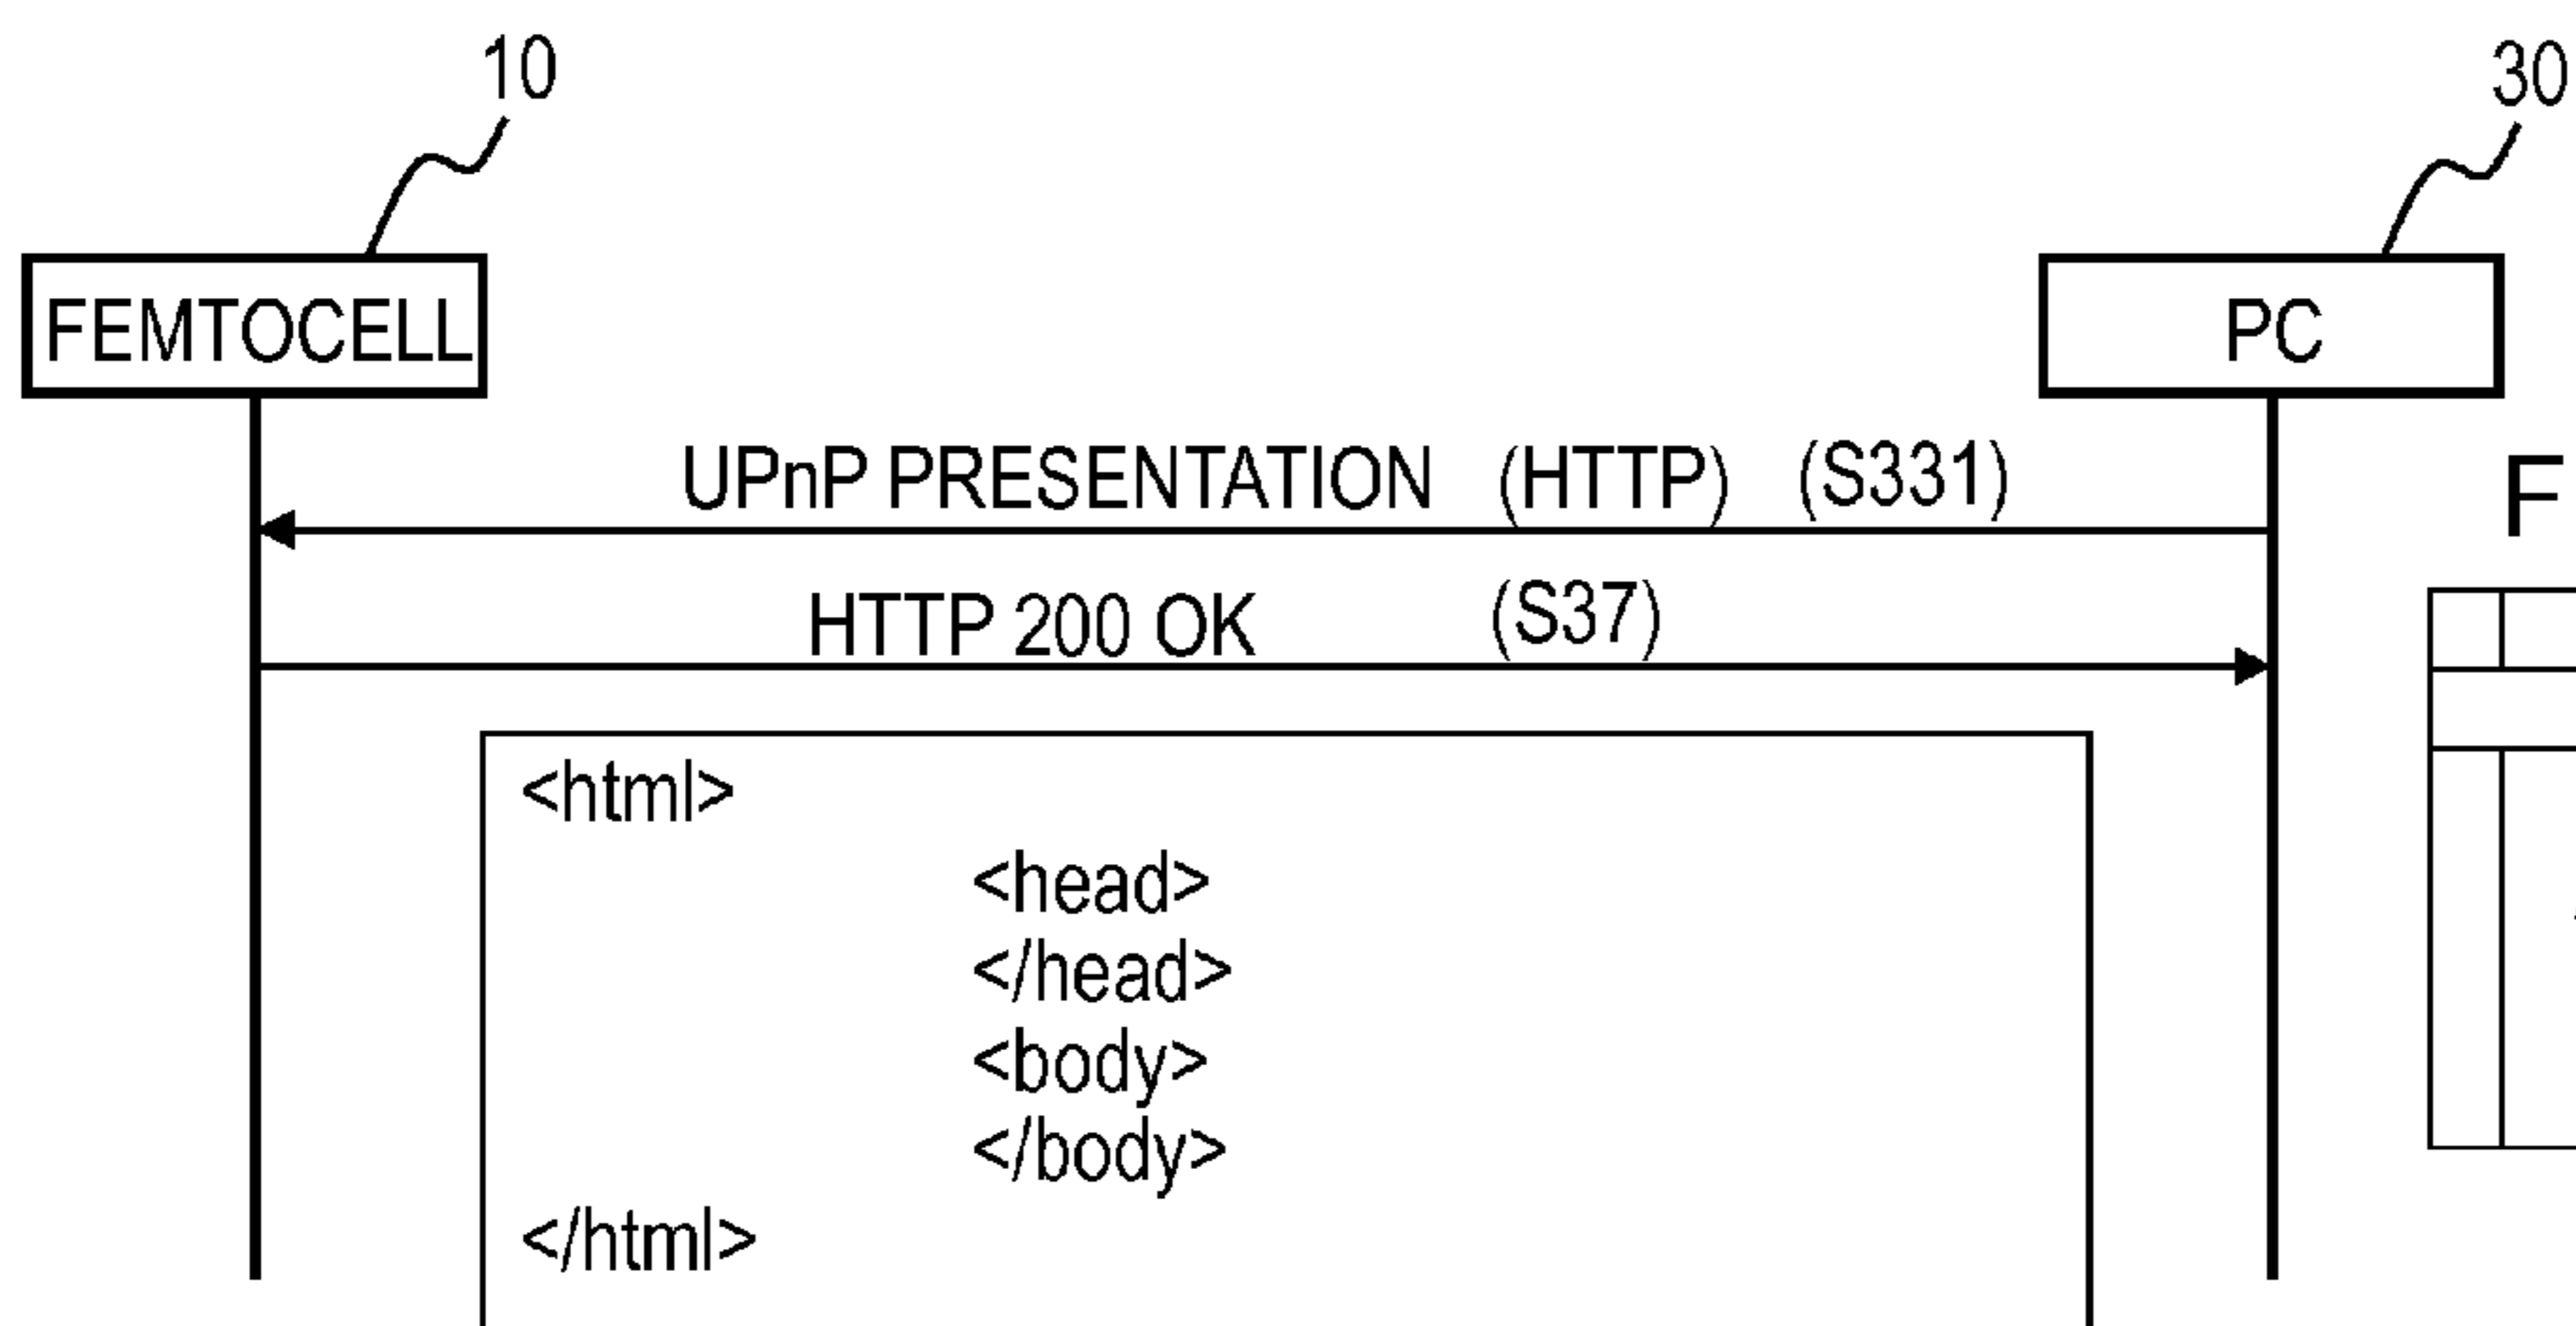 10
30
FEMTOCELL
PC
UPnP PRESENTATION (HTTP) (S331)
F
HTTP 200 OK (S37)
<html>
<head>
</head>
<body>
</body>
</html>